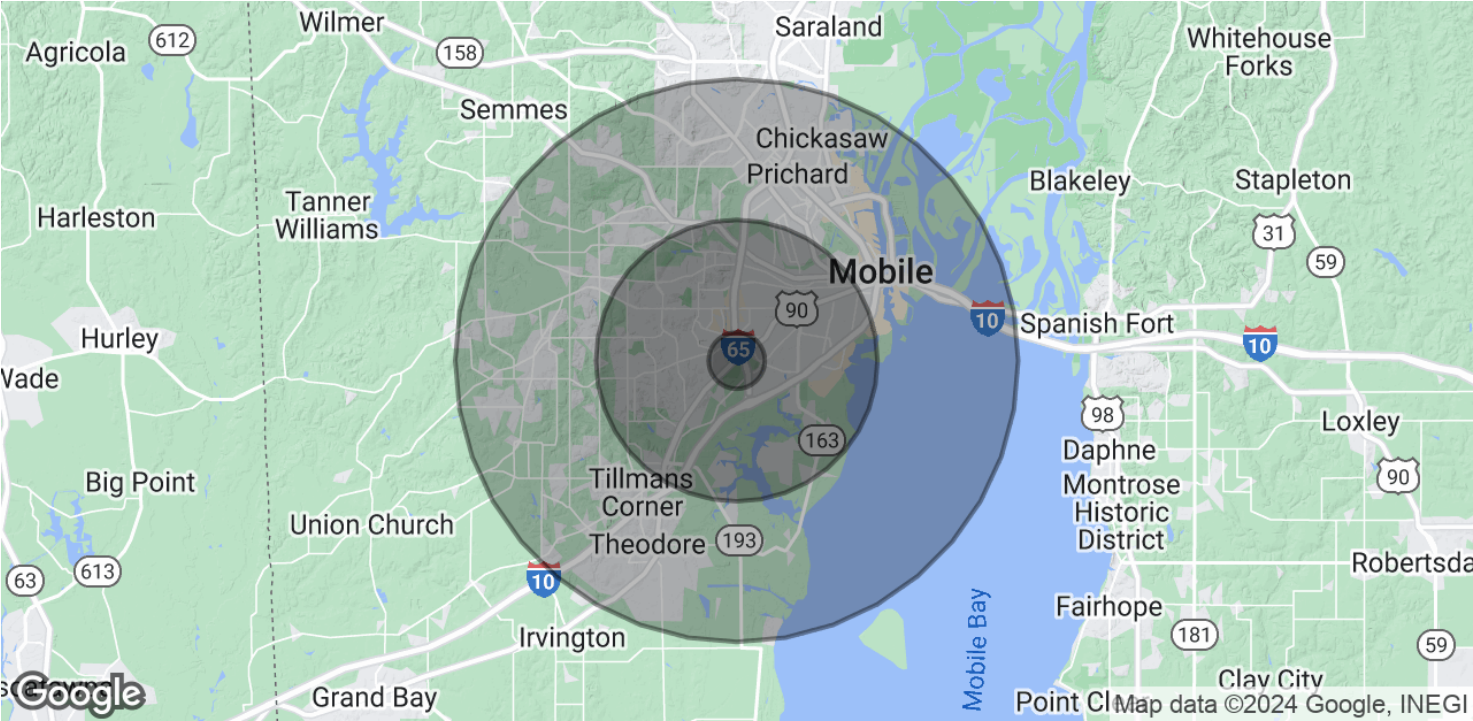 Wilmer
Saraland
Agricola
612
158
Whitehouse
Forks
Semmes
Chickasaw
Prichard
Blakeley
Stapleton
Tanner
Williams
Harleston
31
59
Mobile
90
10
Spanish Fort
10
Hurley
65
Wade
98
Loxley
163
Daphne
Tillmans
Corner
Big Point
90
Montrose
Historic
District
Union Church
Theodore
193
Robertsda
63
613
10
Fairhope
Mobile Bay
181
59
Irvington
Clay City
Grand Bay
Google
Point Cle
Map data ©2024 Google, INEGI